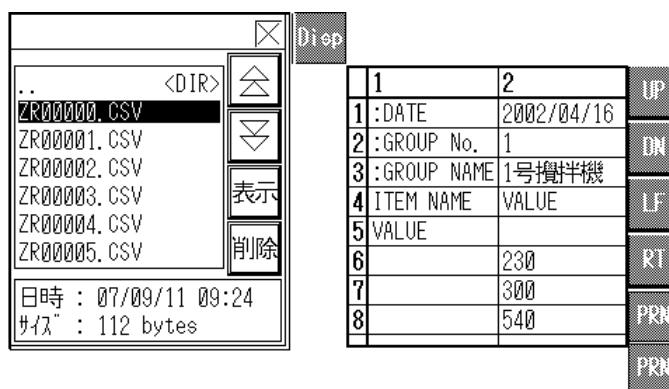 Disp
.. <DIR>
ZR00000.CSV
ZR00001.CSV
ZR00002.CSV
ZR00003.CSV
ZR00004.CSV
ZR00005.CSV
表示
削除
日時 : 07/09/11 09:24
ｻｲｽﾞ : 112 bytes
1 2
1 :DATE 2002/04/16
2 :GROUP No. 1
3 :GROUP NAME 1号攪拌機
4 ITEM NAME VALUE
5 VALUE
6 230
7 300
8 540
UP
DN
LF
RT
PRN
PRN